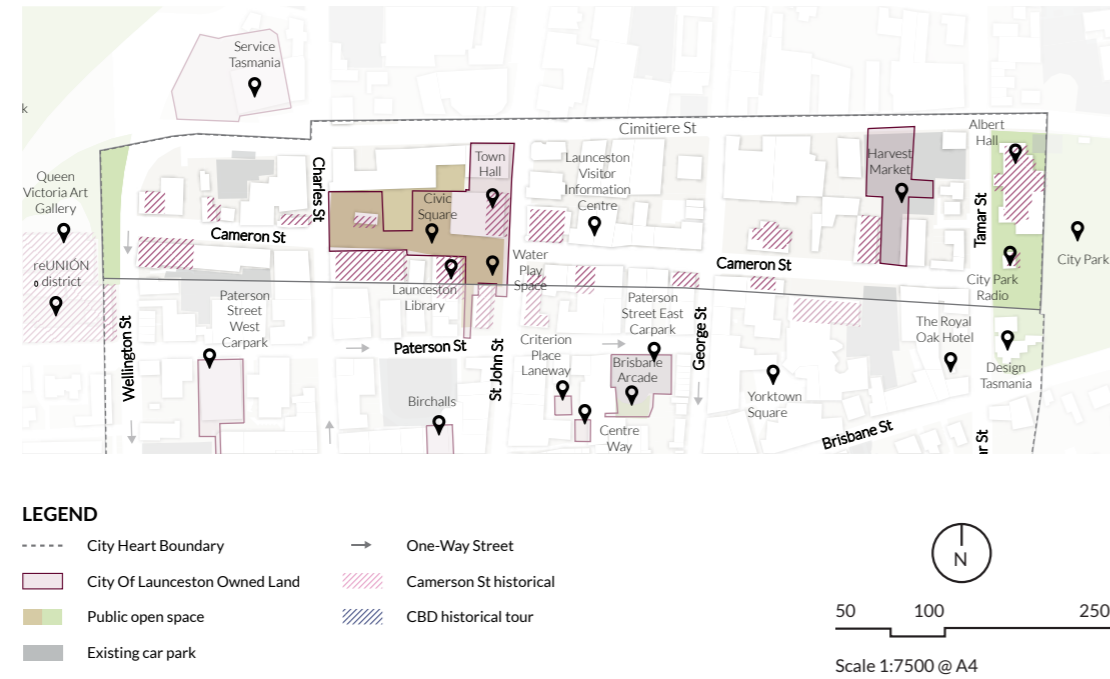 Service
Tasmania
k
Cimitiere St
Albert
Hall
Queen
Victoria Art
Gallery
Charles St
Town
Hall
Launceston
Visitor
Information
Centre
Harvest
Market
Civic
Square
Tamar St
Cameron St
City Park
reUNIÓN
district
Water
Play
Space
Cameron St
City Park
Radio
Launceston
Library
Paterson
Street
West
Carpark
Paterson
Street East
Carpark
Wellington St
Paterson St
St John St
Criterion
Place
Laneway
George St
The Royal
Oak Hotel
Brisbane
Arcade
Design
Tasmania
Birchalls
Yorktown
Square
Centre
Way
Brisbane St
ar St
LEGEND
City Heart Boundary
One-Way Street
City Of Launceston Owned Land
Camerson St historical
Public open space
CBD historical tour
Existing car park
N
50 100 250
Scale 1:7500 @ A4